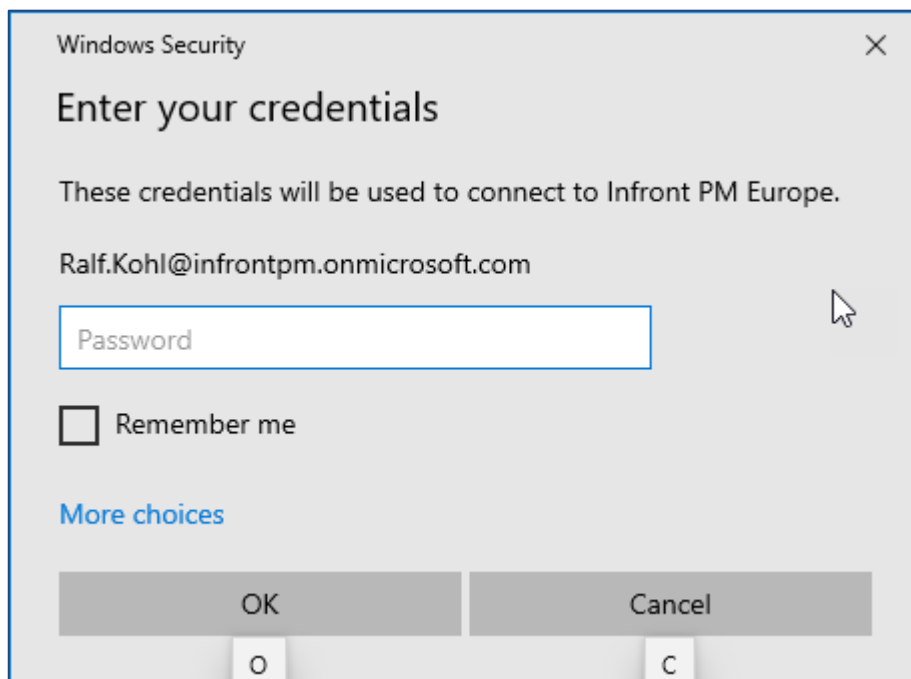 Windows Security
Enter your credentials
These credentials will be used to connect to Infront PM Europe.
Ralf.Kohl@infrontpm.onmicrosoft.com
Password
Remember me
More choices
OK Cancel
O C